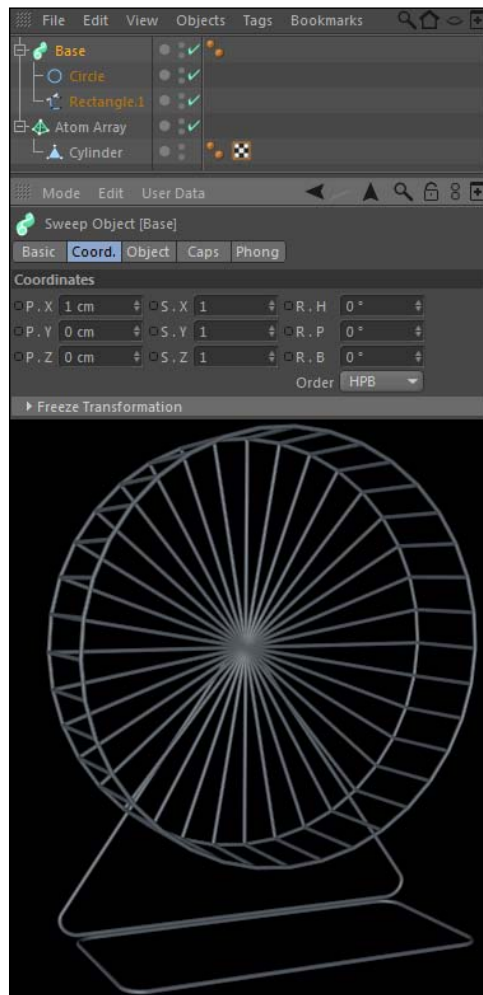 File Edit View Objects Tags Bookmarks
Base
Circle
Rectangle.1
Atom Array
Cylinder
Mode Edit User Data
Sweep Object [Base]
Basic Coord. Object Caps Phong
Coordinates
P . X 1 cm S . X 1 R . H 0 °
P . Y 0 cm S . Y 1 R . P 0 °
P . Z 0 cm S . Z 1 R . B 0 °
Order HPB
Freeze Transformation